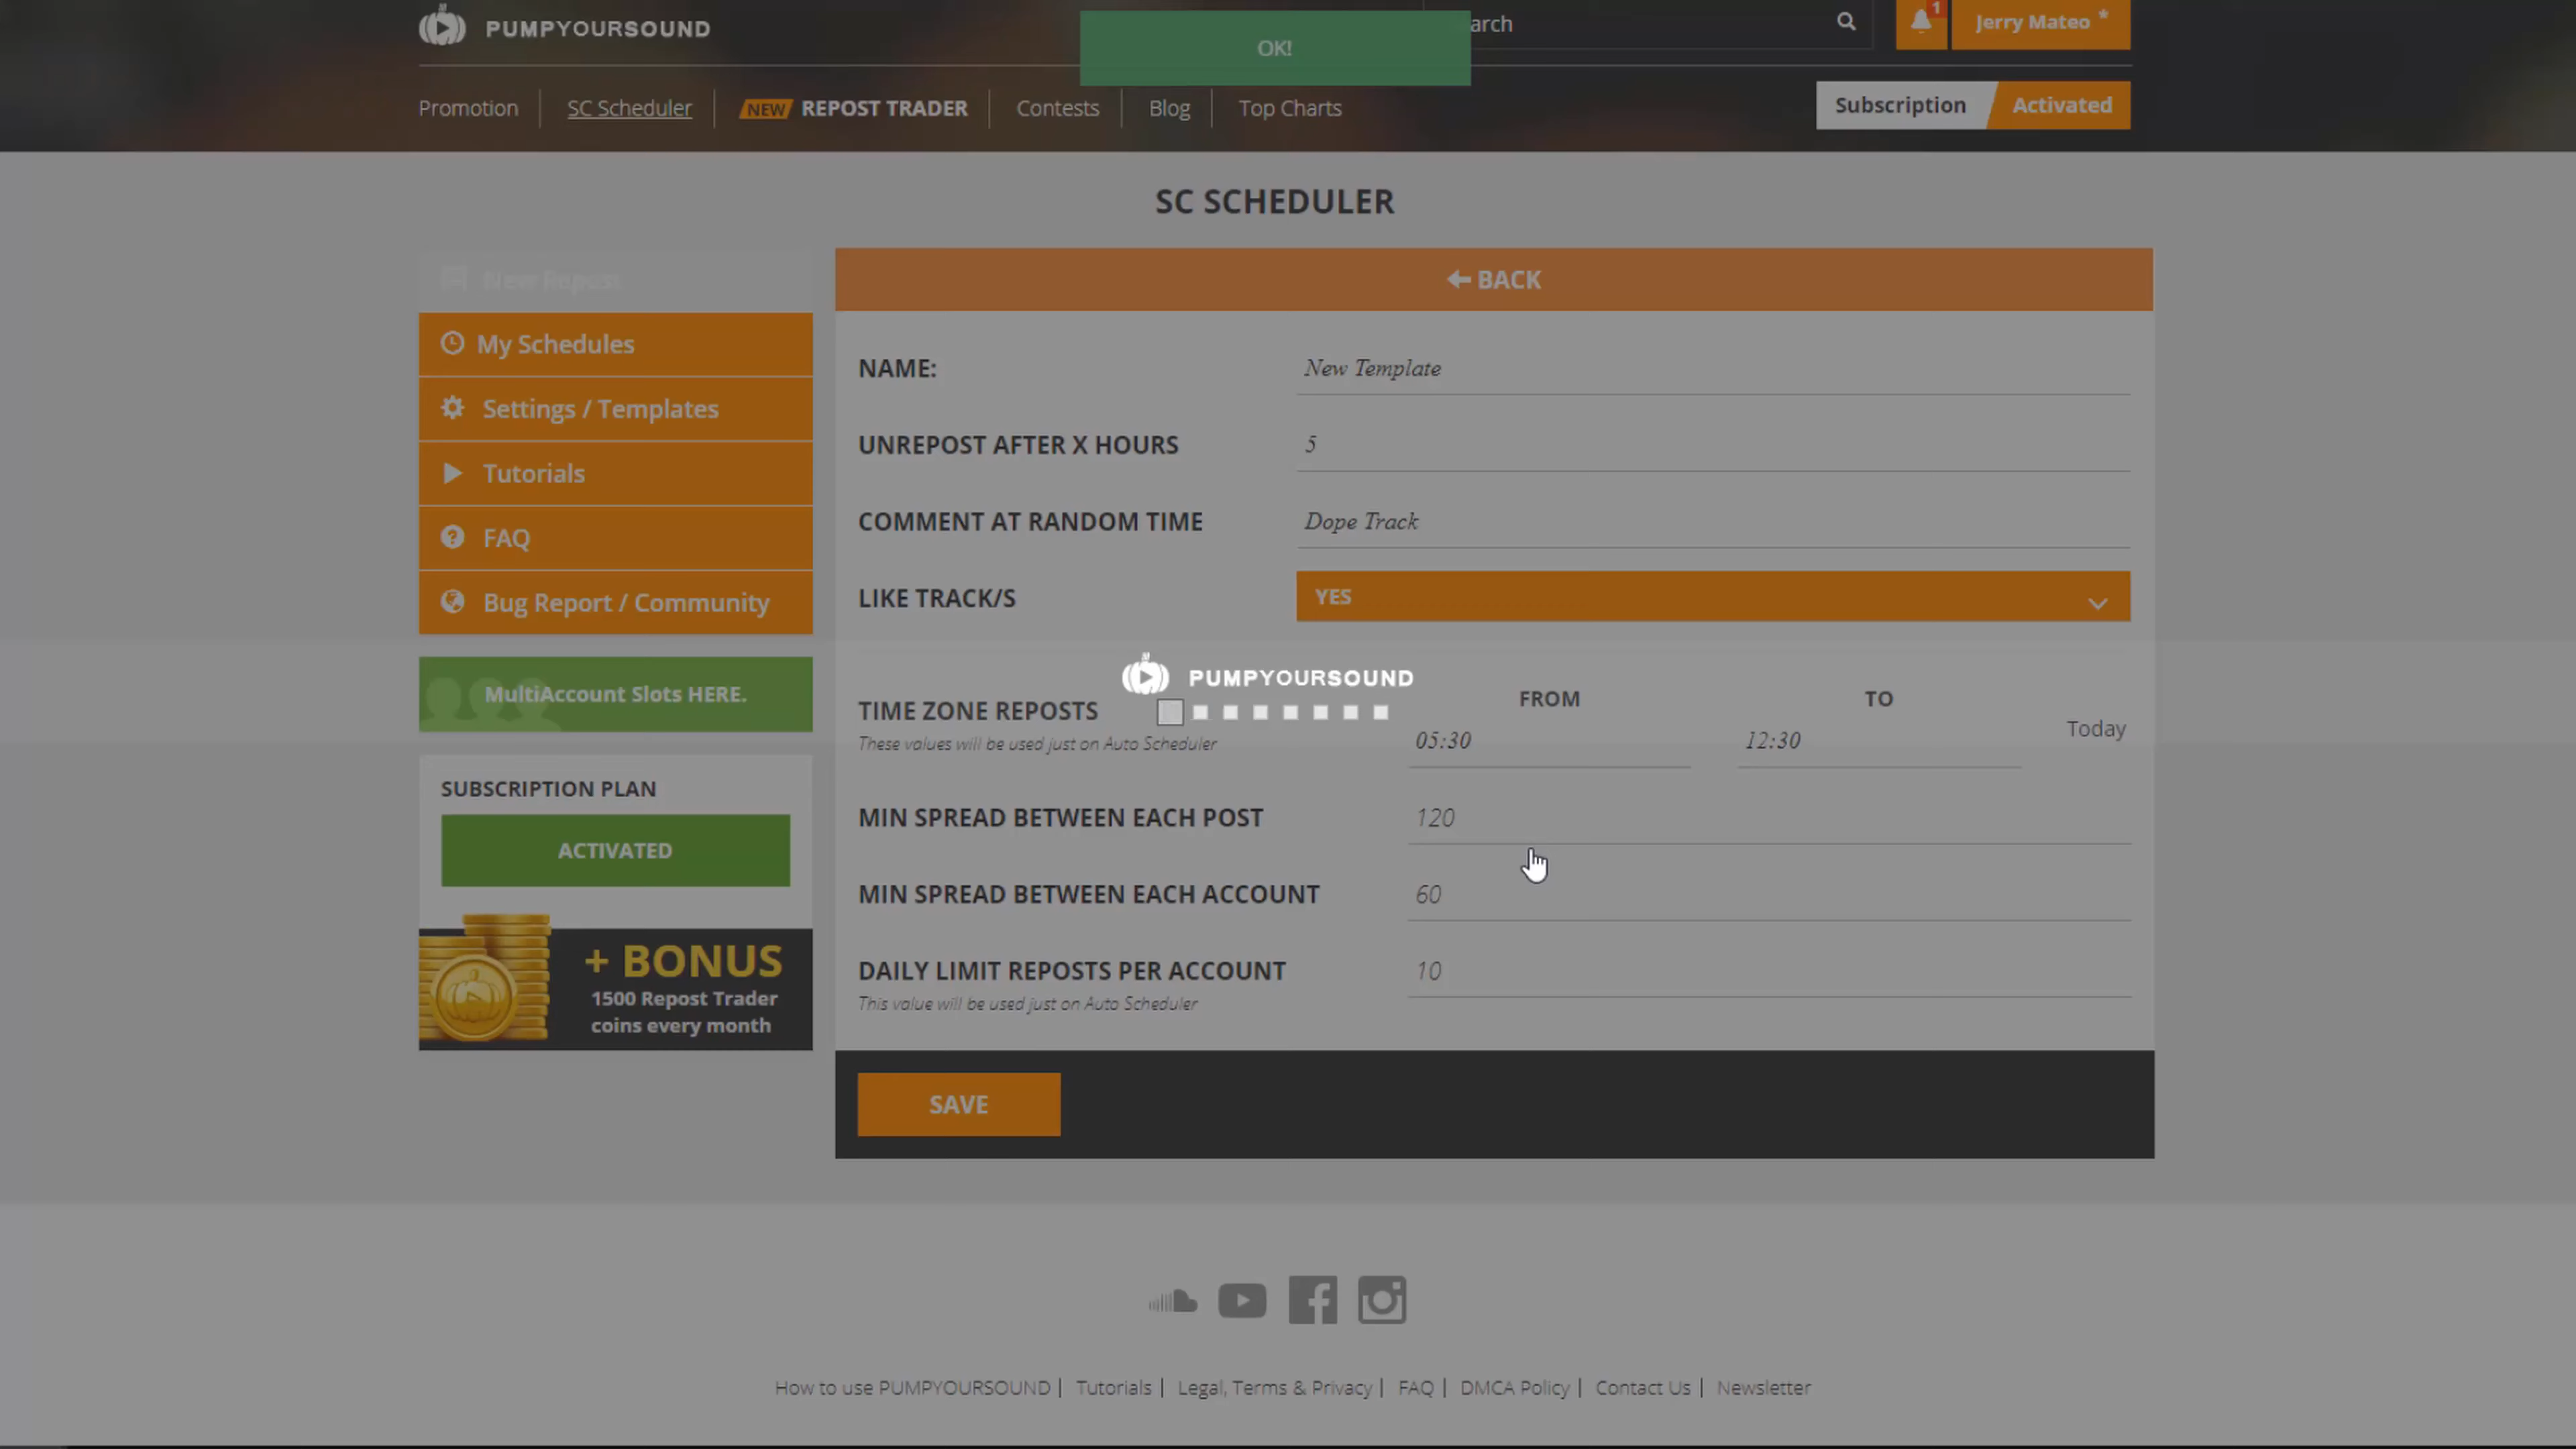 PUMPYOURSOUND
OK!
arch
1
Jerry Mateo *
Promotion
SC Scheduler
NEW REPOST TRADER
Contests
Blog
Top Charts
Subscription
Activated
SC SCHEDULER
New Repost
My Schedules
Settings / Templates
Tutorials
FAQ
Bug Report / Community
MultiAccount Slots HERE.
SUBSCRIPTION PLAN
ACTIVATED
+ BONUS
1500 Repost Trader
coins every month
BACK
NAME:
New Template
UNREPOST AFTER X HOURS
5
COMMENT AT RANDOM TIME
Dope Track
LIKE TRACK/S
YES
PUMPYOURSOUND
TIME ZONE REPOSTS
These values will be used just on Auto Scheduler
FROM
TO
05:30
12:30
Today
MIN SPREAD BETWEEN EACH POST
120
MIN SPREAD BETWEEN EACH ACCOUNT
60
DAILY LIMIT REPOSTS PER ACCOUNT
10
This value will be used just on Auto Scheduler
SAVE
How to use PUMPYOURSOUND | Tutorials | Legal, Terms & Privacy | FAQ | DMCA Policy | Contact Us | Newsletter